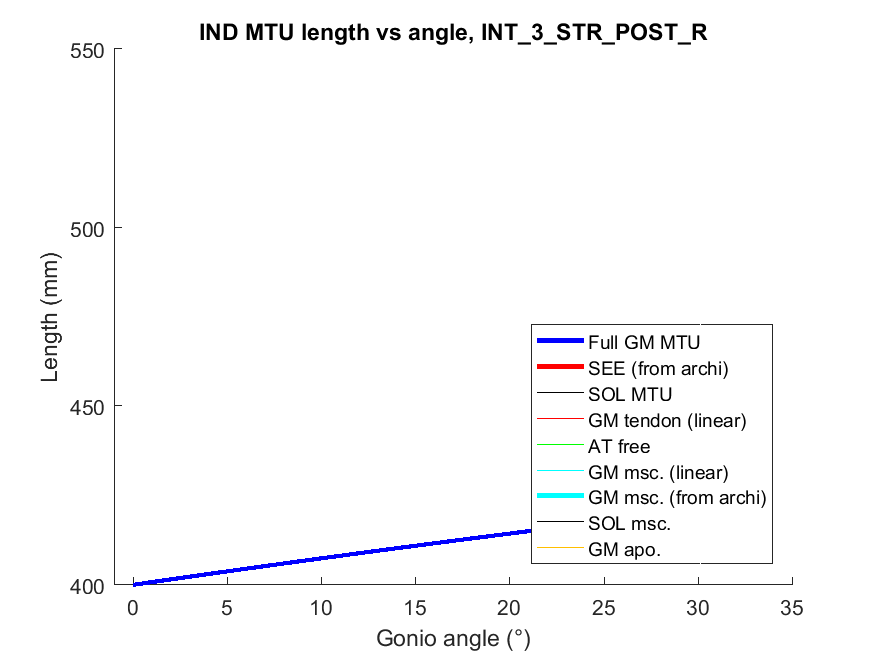 IND MTU length vs angle, INT_3_STR_POST_R
550
500
450
400
Length (mm)
Full GM MTU
SEE (from archi)
SOL MTU
GM tendon (linear)
AT free
GM msc. (linear)
GM msc. (from archi)
SOL msc.
GM apo.
0 5 10 15 20 25 30 35
Gonio angle (°)